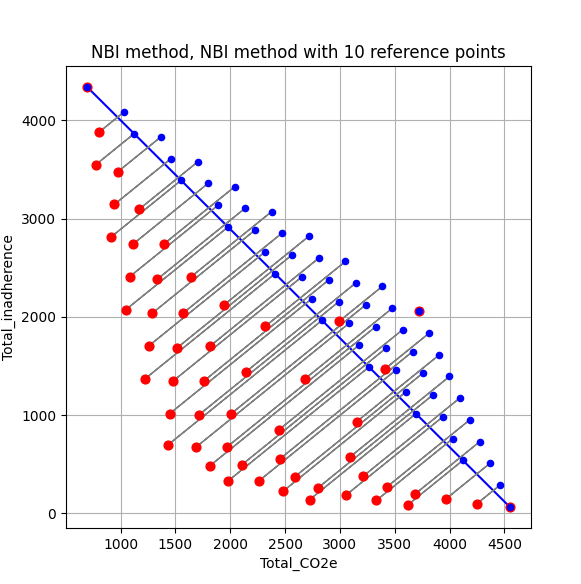 NBI method, NBI method with 10 reference points
Total_inadherence
4000
3000
2000
1000
0
1000 1500 2000 2500 3000 3500 4000 4500
Total_CO2e